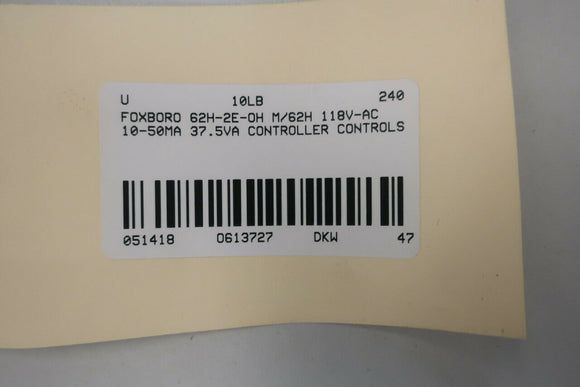 U 10LB 240
FOXBORO 62H-2E-OH M/62H 118V-AC
10-50MA 37.5VA CONTROLLER CONTROLS
051418 0613727 DKW 47